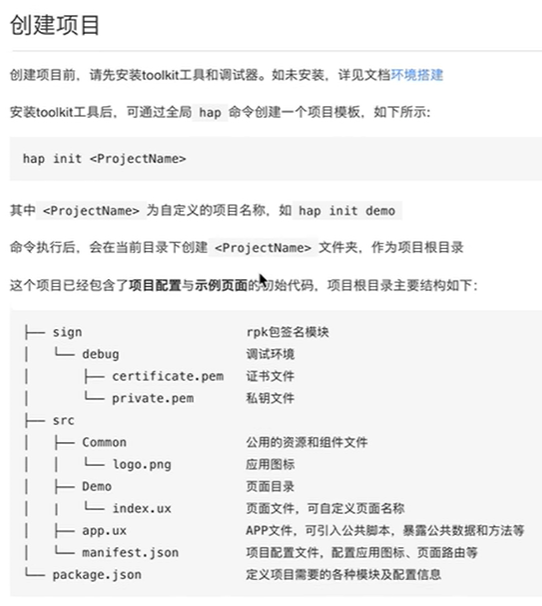 创建项目
创建项目前，请先安装toolkit工具和调试器。如未安装，详见文档环境搭建
安装toolkit工具后，可通过全局 hap 命令创建一个项目模板，如下所示：
hap init <ProjectName>
其中 <ProjectName> 为自定义的项目名称，如 hap init demo
命令执行后，会在当前目录下创建 <ProjectName> 文件夹，作为项目根目录
这个项目已经包含了项目配置与示例页面的初始代码，项目根目录主要结构如下：
├── sign                      rpk包签名模块
│   └── debug                 调试环境
│       ├── certificate.pem   证书文件
│       └── private.pem       私钥文件
├── src
│   ├── Common                公用的资源和组件文件
│   │   └── logo.png          应用图标
│   ├── Demo                  页面目录
│   |   └── index.ux          页面文件，可自定义页面名称
│   ├── app.ux                APP文件，可引入公共脚本，暴露公共数据和方法等
│   └── manifest.json         项目配置文件，配置应用图标、页面路由等
└── package.json              定义项目需要的各种模块及配置信息